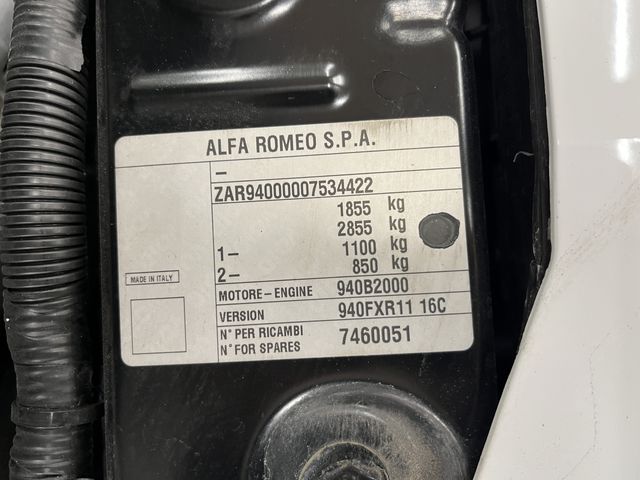 ALFA ROMEO S.P.A.
–
ZAR94000007534422
1855 kg
2855 kg
1– 1100 kg
2– 850 kg
MADE IN ITALY
MOTORE–ENGINE 940B2000
VERSION 940FXR11 16C
N° PER RICAMBI
N° FOR SPARES 7460051